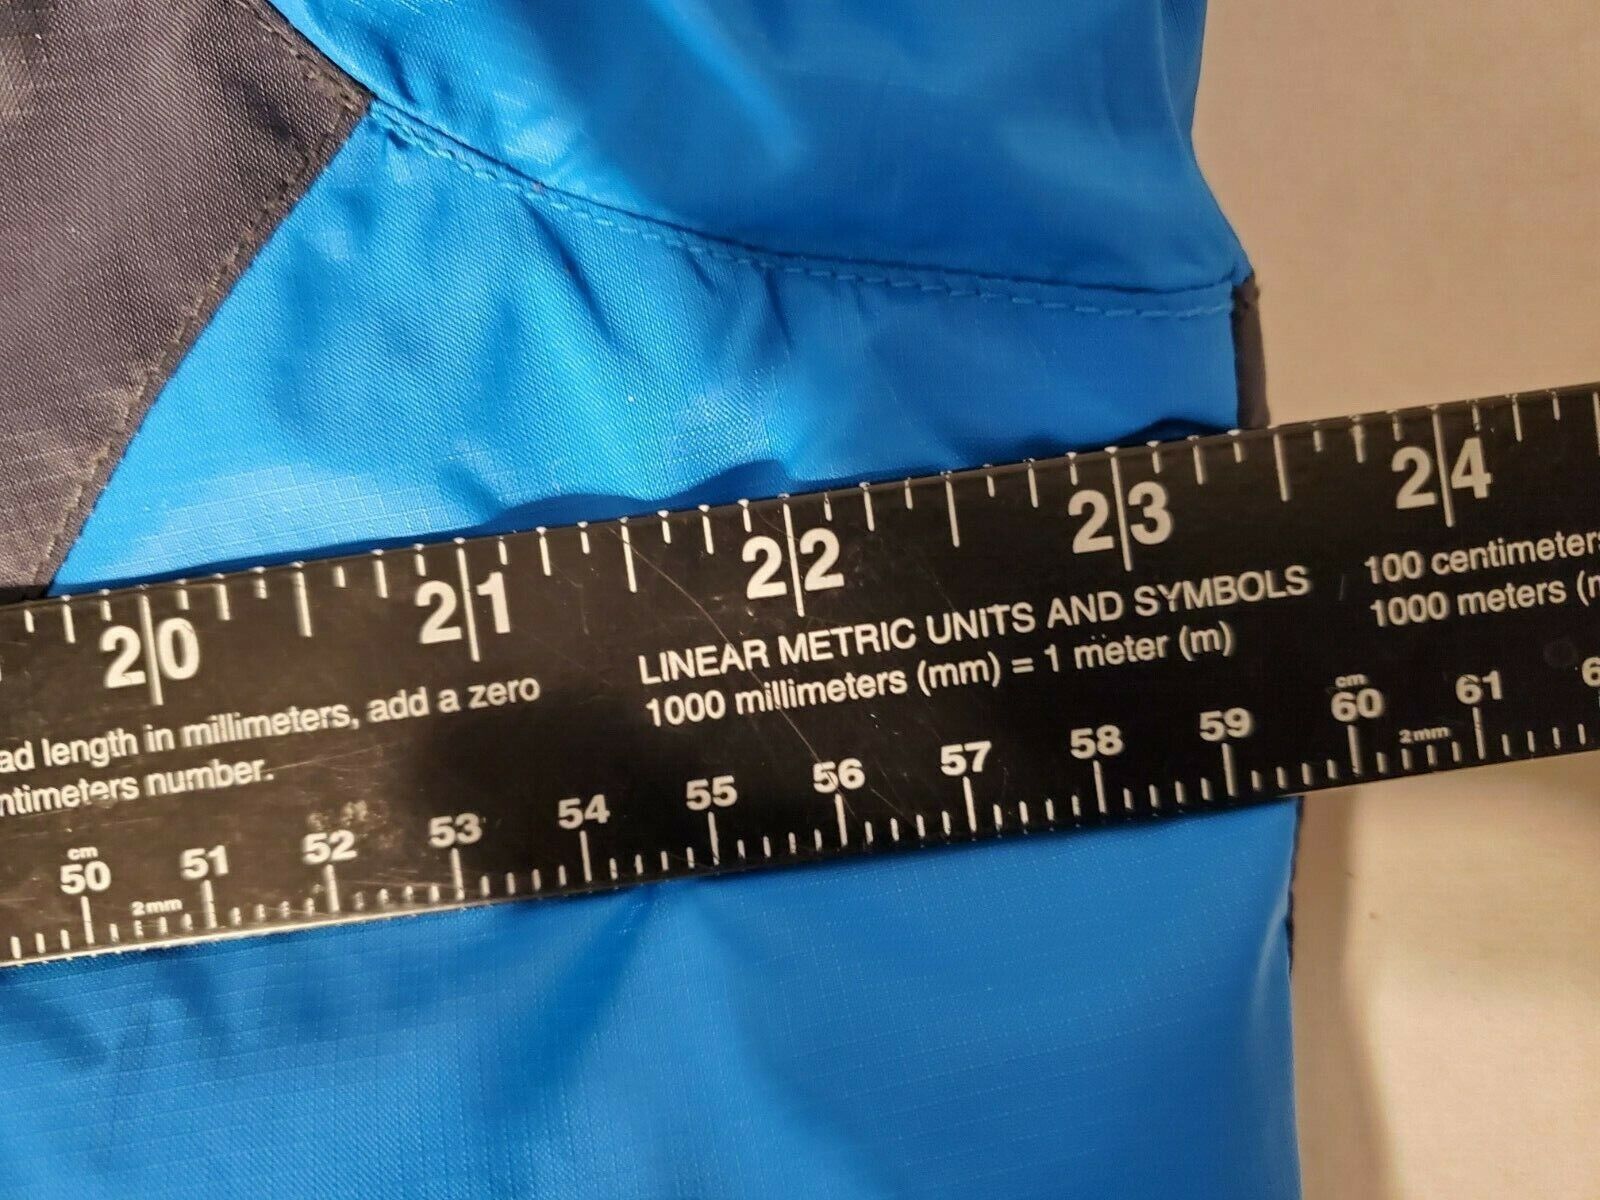 20 21 22 23 24
LINEAR METRIC UNITS AND SYMBOLS
1000 millimeters (mm) = 1 meter (m)
100 centimeters
1000 meters
length in millimeters, add a zero
number.
cm
50 51 52 53 54 55 56 57 58 59 60 61
2mm
cm
2mm